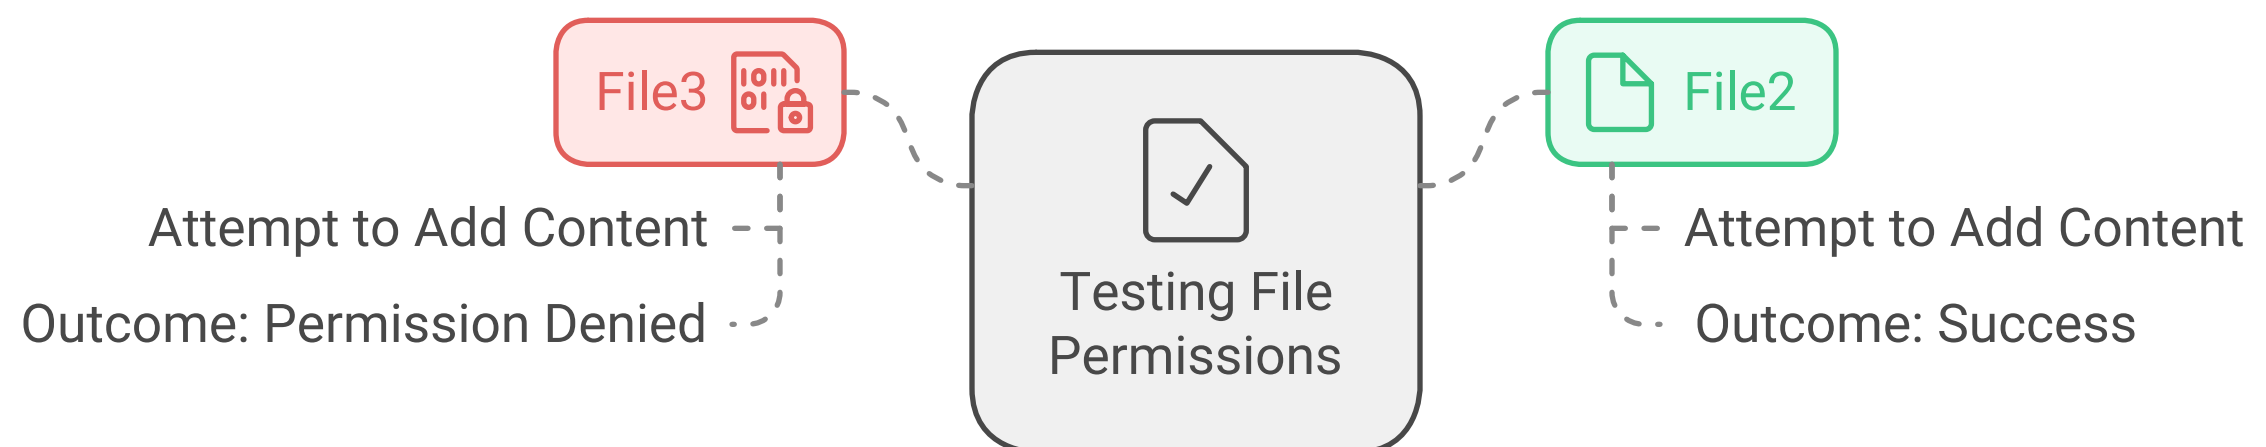 File3
Attempt to Add Content
Outcome: Permission Denied
Testing File
Permissions
File2
Attempt to Add Content
Outcome: Success